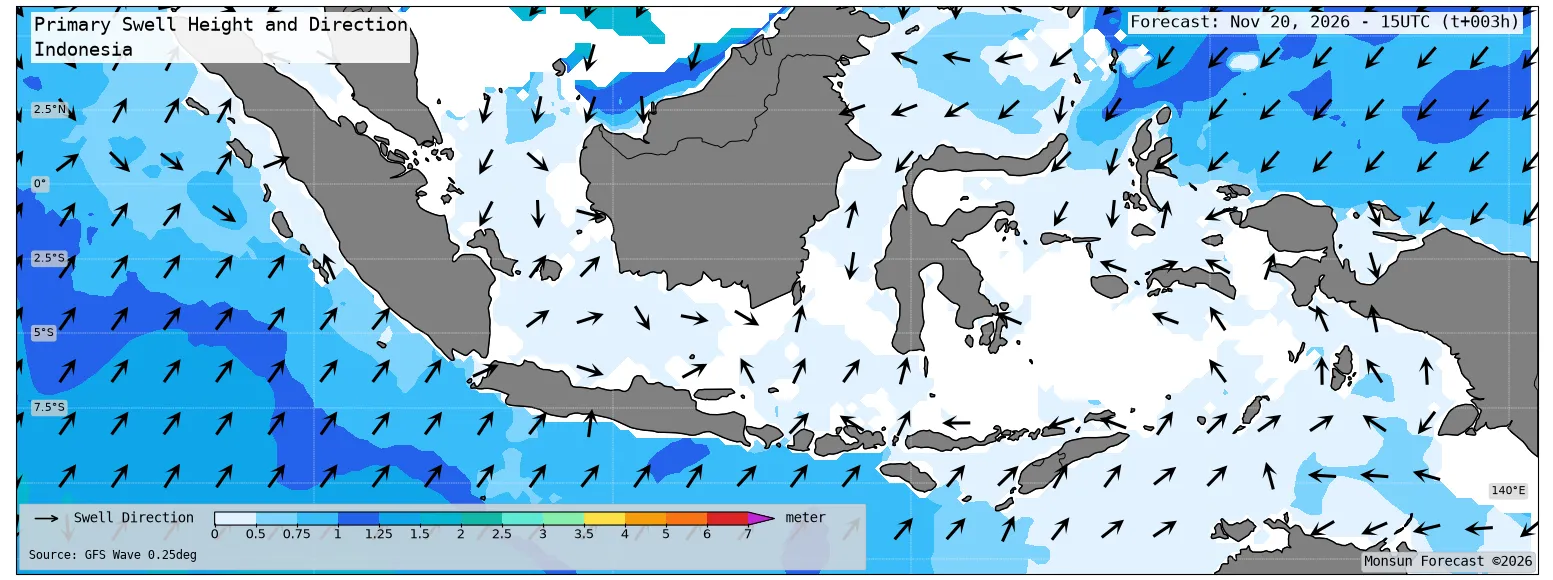 Primary Swell Height and Direction
Indonesia
Forecast: Nov 20, 2026 - 15UTC (t+003h)
2.5°N
0°
2.5°S
5°S
7.5°S
140°E
Swell Direction
meter
0 0.5 0.75 1 1.25 1.5 2 2.5 3 3.5 4 5 6 7
Source: GFS Wave 0.25deg
Monsun Forecast ©2026